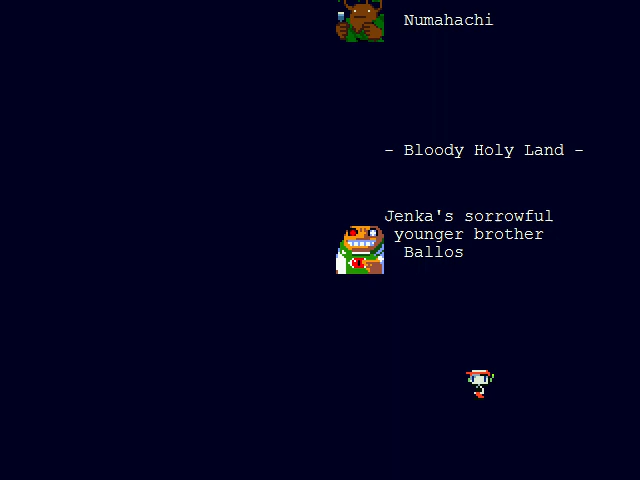 Numahachi
- Bloody Holy Land -
Jenka's sorrowful
younger brother
Ballos